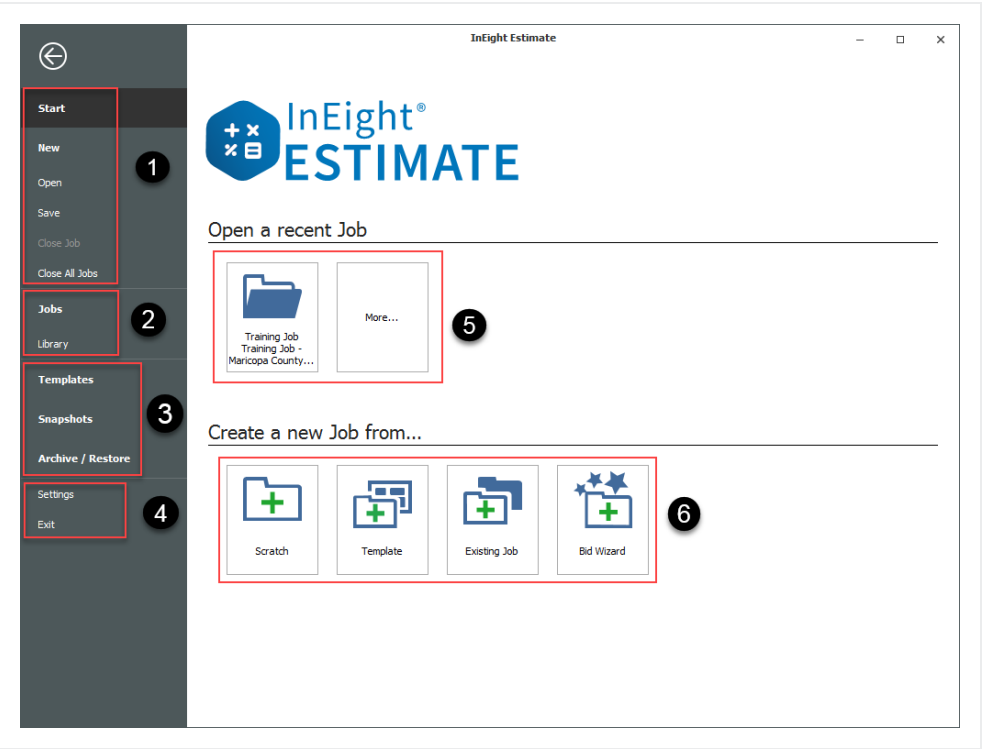 InEight Estimate
Start
New
1
Open
Save
Close Job
Close All Jobs
Jobs
2
Library
Templates
Snapshots
3
Archive / Restore
Settings
4
Exit
InEight®
ESTIMATE
Open a recent Job
Training Job
Training Job -
Maricopa County...
More...
5
Create a new Job from...
Scratch
Template
Existing Job
Bid Wizard
6